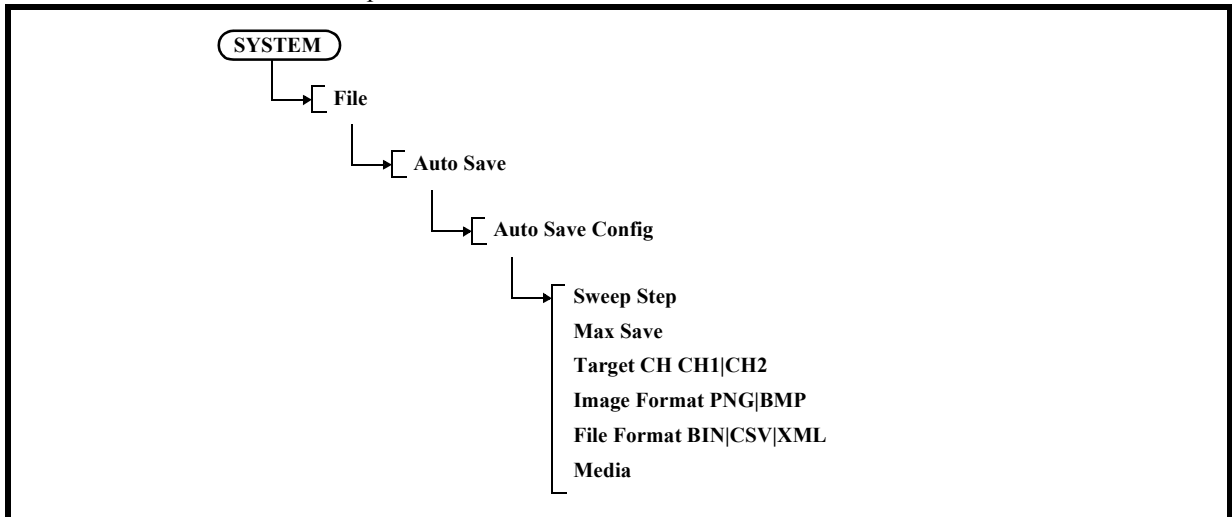 SYSTEM
File
Auto Save
Auto Save Config
Sweep Step
Max Save
Target CH CH1|CH2
Image Format PNG|BMP
File Format BIN|CSV|XML
Media